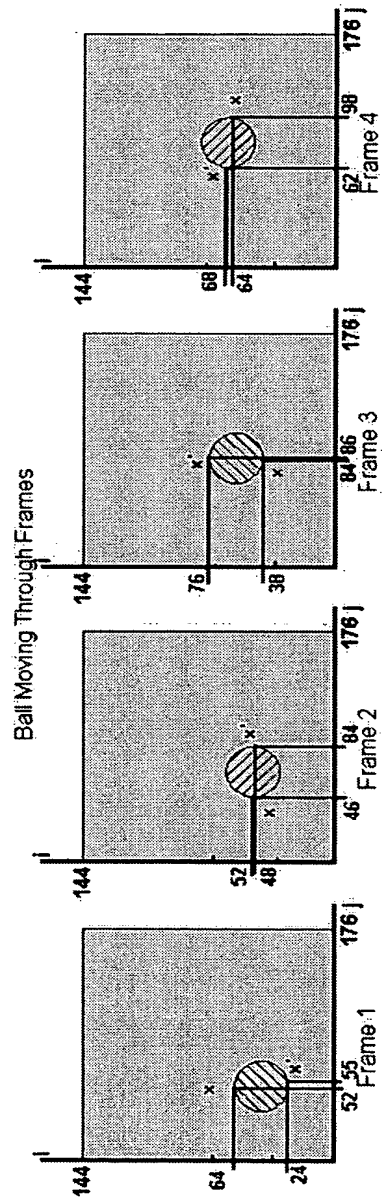 Ball Moving Through Frames
i
144
64
24
x
x'
52 55
176 j
Frame 1
i
144
52
48
x'
x
46
84
176 j
Frame 2
i
144
76
38
x'
x
84 86
176 j
Frame 3
i
144
68
64
x'
x
62
98
176 j
Frame 4